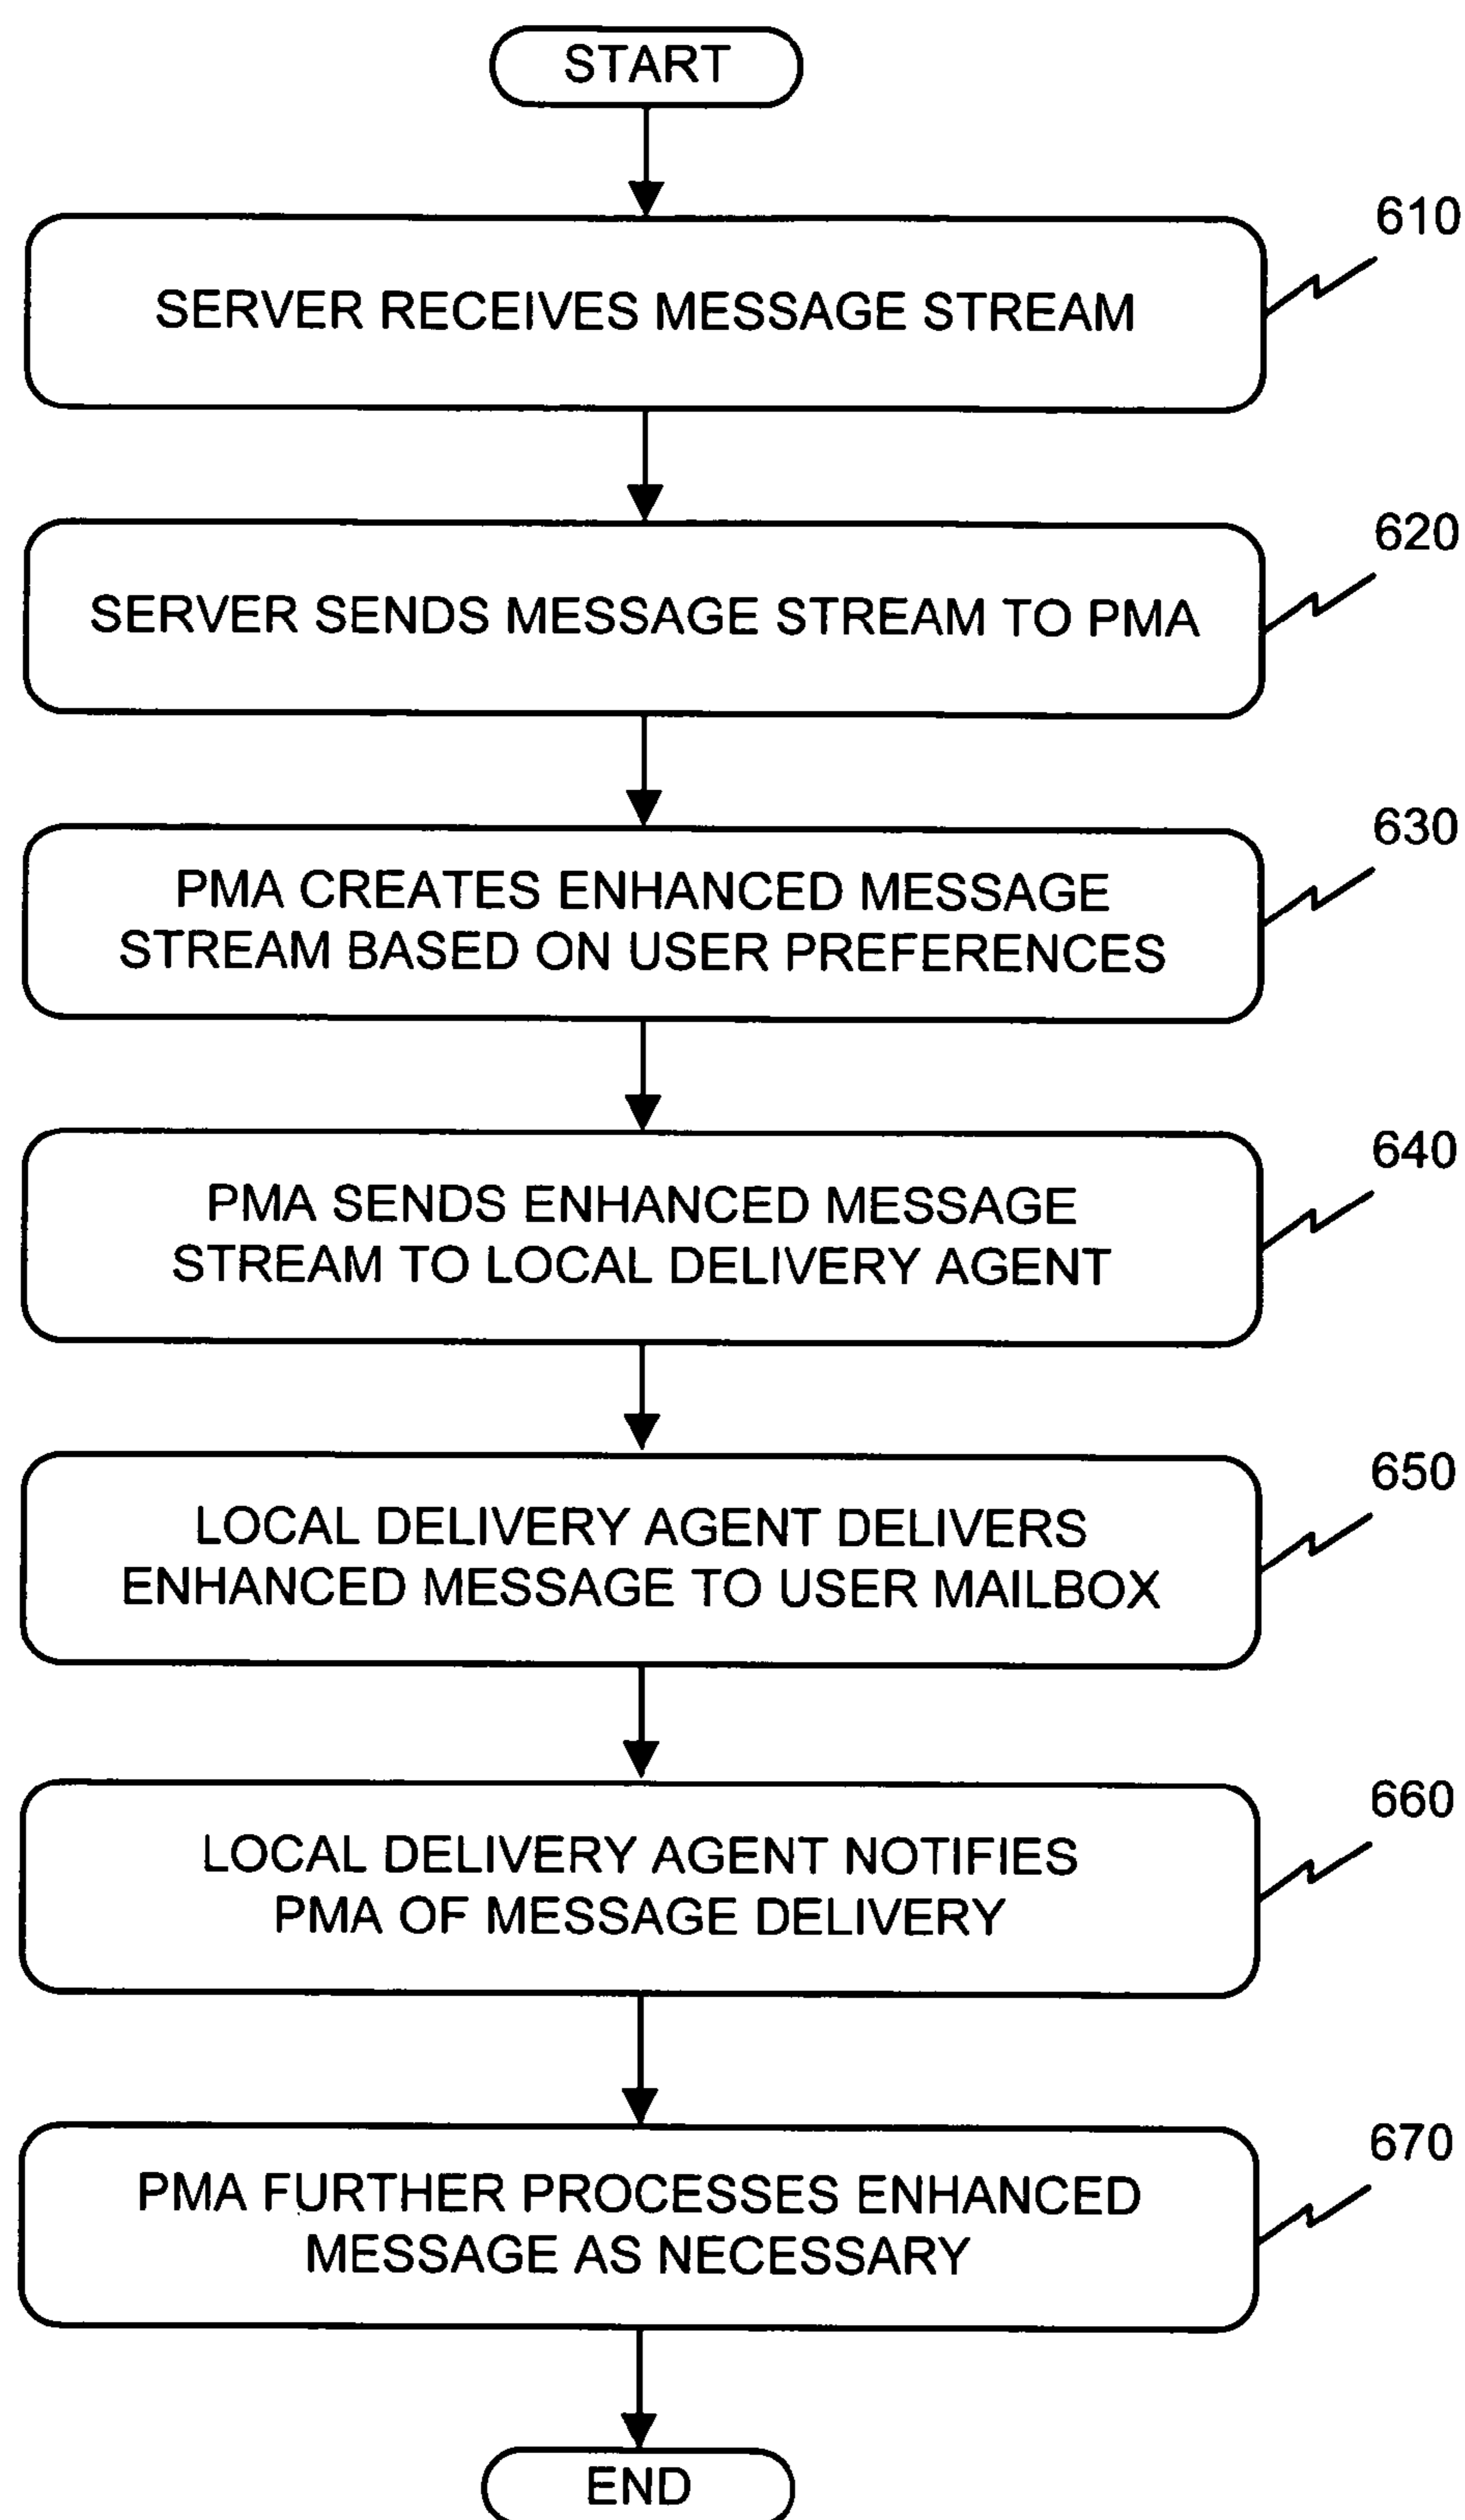 START
610
SERVER RECEIVES MESSAGE STREAM
620
SERVER SENDS MESSAGE STREAM TO PMA
630
PMA CREATES ENHANCED MESSAGE
STREAM BASED ON USER PREFERENCES
640
PMA SENDS ENHANCED MESSAGE
STREAM TO LOCAL DELIVERY AGENT
650
LOCAL DELIVERY AGENT DELIVERS
ENHANCED MESSAGE TO USER MAILBOX
660
LOCAL DELIVERY AGENT NOTIFIES
PMA OF MESSAGE DELIVERY
670
PMA FURTHER PROCESSES ENHANCED
MESSAGE AS NECESSARY
END